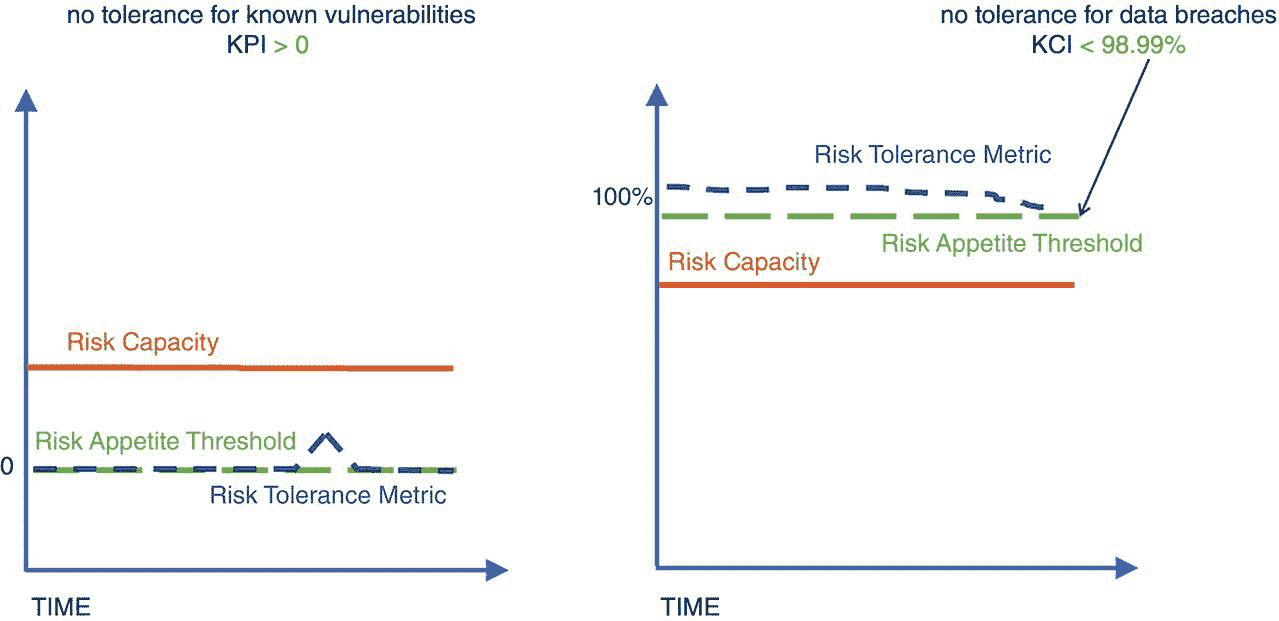 no tolerance for known vulnerabilities
KPI > 0
Risk Capacity
Risk Appetite Threshold
0
Risk Tolerance Metric
TIME
no tolerance for data breaches
KCI < 98.99%
Risk Tolerance Metric
100%
Risk Appetite Threshold
Risk Capacity
TIME